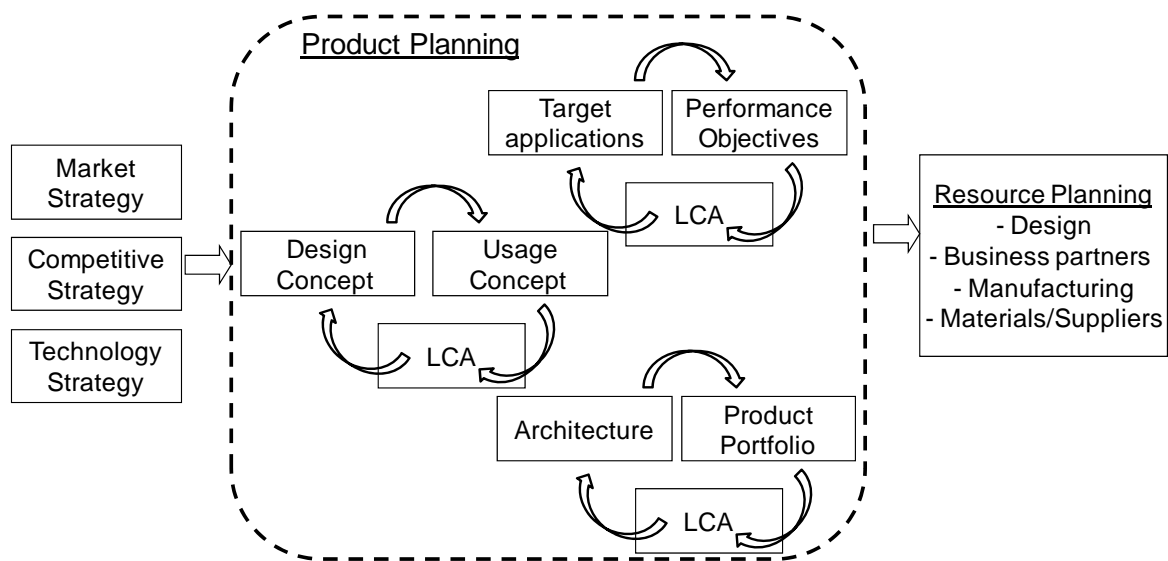 Product Planning
Market
Strategy
Competitive
Strategy
Technology
Strategy
Design
Concept
Usage
Concept
LCA
Target
applications
Performance
Objectives
LCA
Architecture
Product
Portfolio
LCA
Resource Planning
- Design
- Business partners
- Manufacturing
- Materials/Suppliers